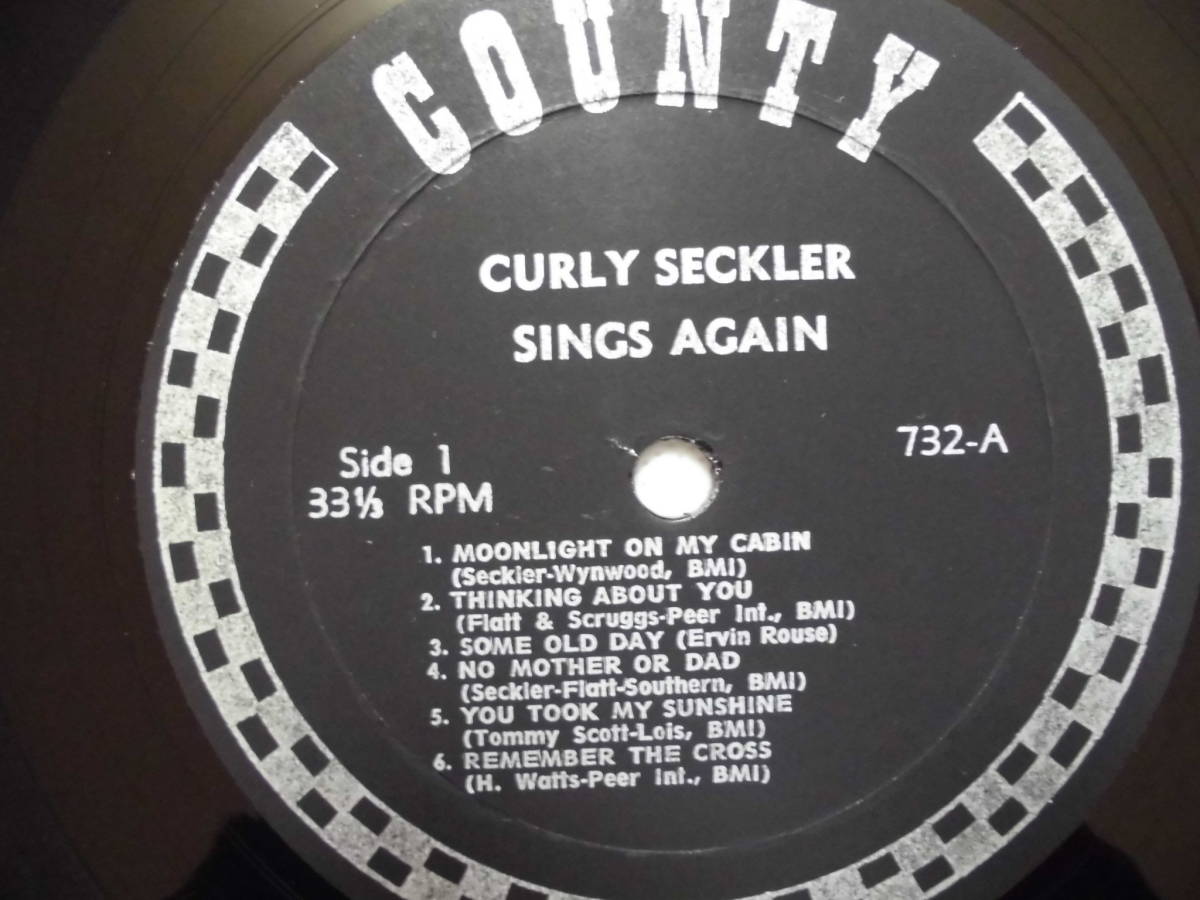 COUNTY
CURLY SECKLER
SINGS AGAIN
732-A
Side 1
33⅓ RPM
1. MOONLIGHT ON MY CABIN
(Seckler-Wynwood, BMI)
2. THINKING ABOUT YOU
(Flatt & Scruggs-Peer Int., BMI)
3. SOME OLD DAY (Ervin Rouse)
4. NO MOTHER OR DAD
(Seckler-Flatt-Southern, BMI)
5. YOU TOOK MY SUNSHINE
(Tommy Scott-Lois, BMI)
6. REMEMBER THE CROSS
(H. Watts-Peer Int., BMI)